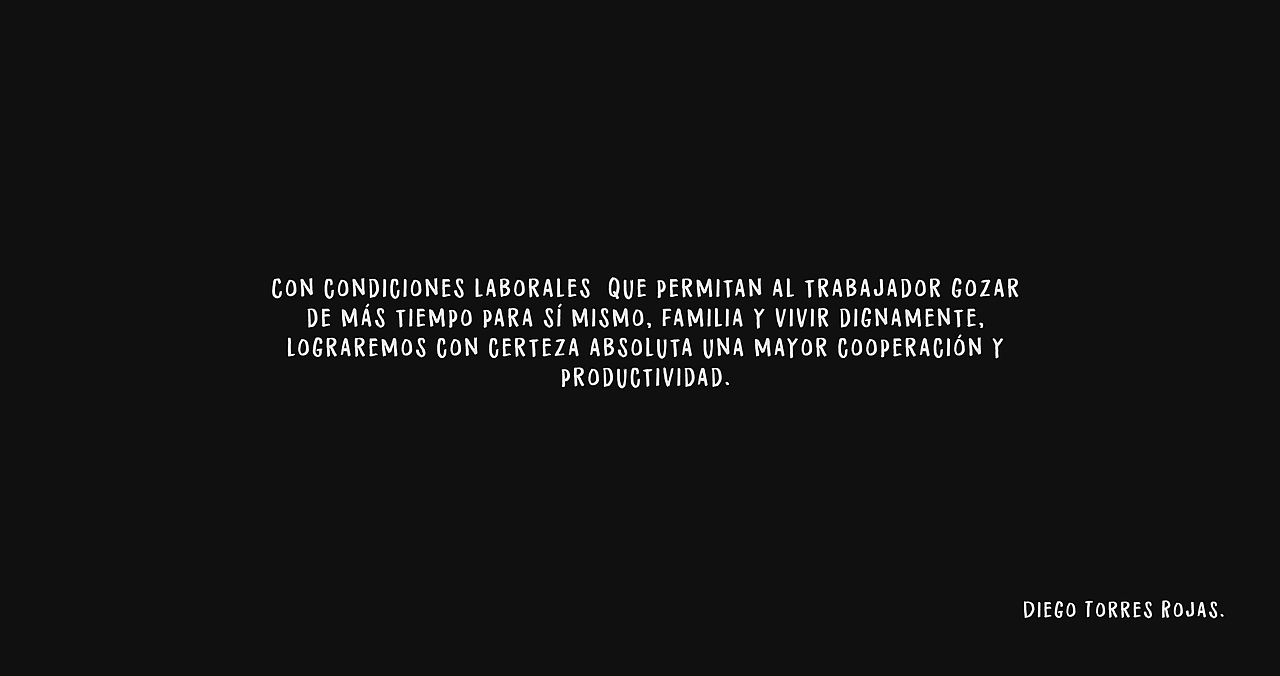 CON CONDICIONES LABORALES  QUE PERMITAN AL TRABAJADOR GOZAR
DE MÁS TIEMPO PARA SÍ MISMO, FAMILIA Y VIVIR DIGNAMENTE,
LOGRAREMOS CON CERTEZA ABSOLUTA UNA MAYOR COOPERACIÓN Y
PRODUCTIVIDAD.
DIEGO TORRES ROJAS.